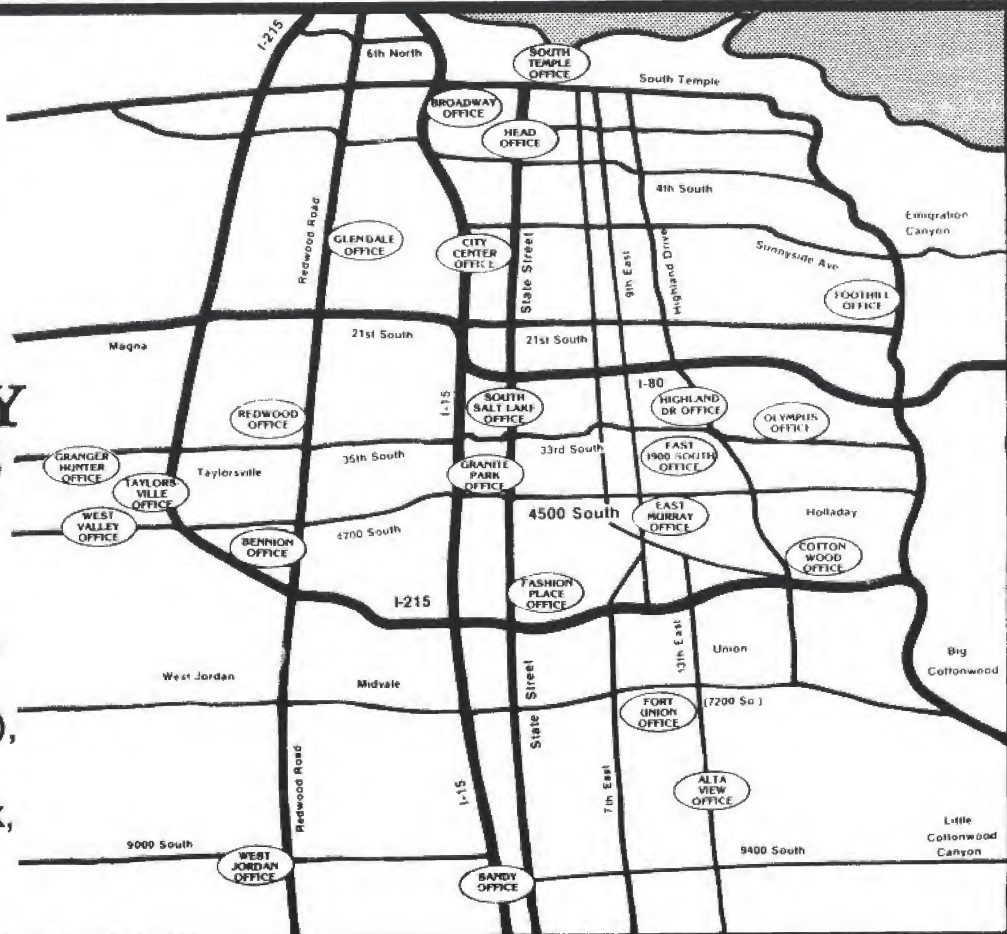 I-215
6th North
SOUTH
TEMPLE
OFFICE
South Temple
BROADWAY
OFFICE
HEAD
OFFICE
4th South
Redwood Road
GLENDALE
OFFICE
CITY
CENTER
OFFICE
State Street
9th East
Highland Drive
Sunnyside Ave
Emigration
Canyon
FOOTHILL
OFFICE
Magna
21st South
21st South
I-80
I-15
REDWOOD
OFFICE
SOUTH
SALT LAKE
OFFICE
HIGHLAND
DR OFFICE
OLYMPUS
OFFICE
Y
GRANGER
HUNTER
OFFICE
Taylorsville
35th South
33rd South
EAST
3900 SOUTH
OFFICE
TAYLORS
VILLE
OFFICE
GRANITE
PARK
OFFICE
WEST
VALLEY
OFFICE
4700 South
4500 South
EAST
MURRAY
OFFICE
Holladay
BENNION
OFFICE
COTTON
WOOD
OFFICE
FASHION
PLACE
OFFICE
I-215
13th East
Union
Big
Cottonwood
West Jordan
Midvale
State Street
FORT
UNION
OFFICE
(7200 So.)
),
Redwood Road
I-15
7th East
ALTA
VIEW
OFFICE
,
9000 South
WEST
JORDAN
OFFICE
SANDY
OFFICE
9400 South
Little
Cottonwood
Canyon